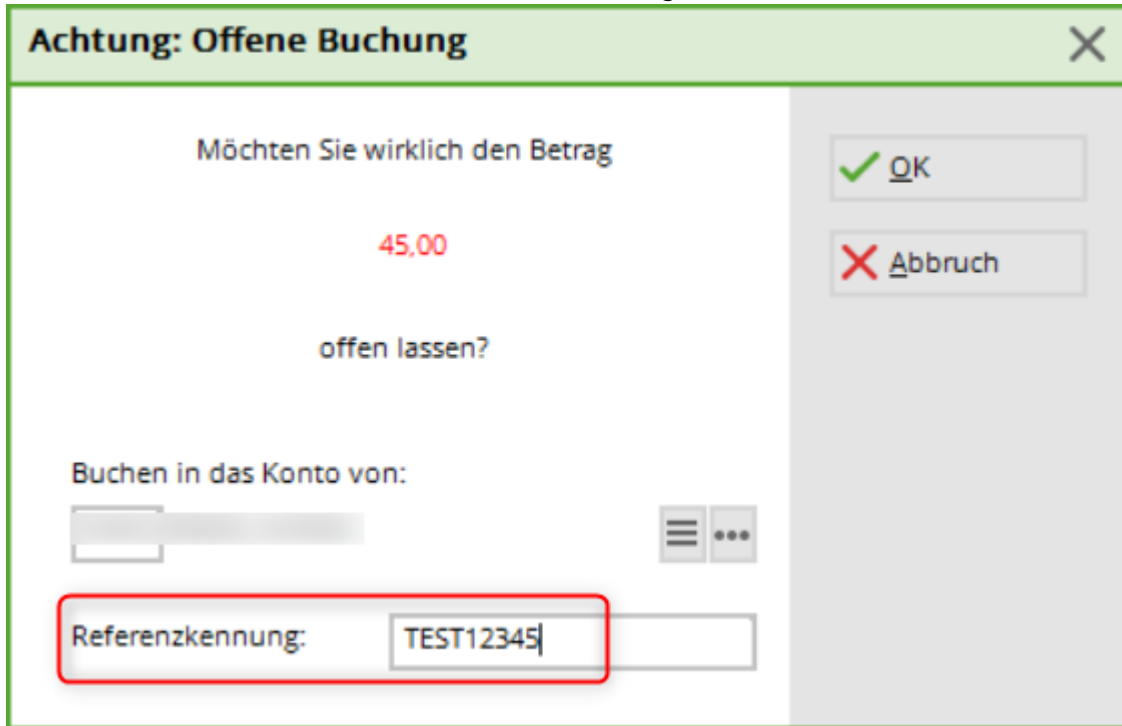 Achtung: Offene Buchung
Möchten Sie wirklich den Betrag
45,00
offen lassen?
OK
Abbruch
Buchen in das Konto von:
Referenzkennung: TEST12345